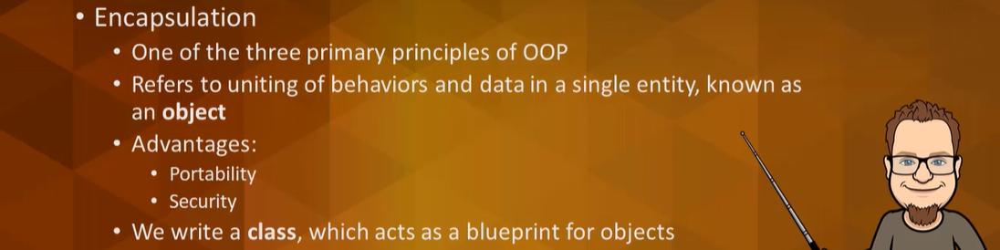 • Encapsulation
• One of the three primary principles of OOP
• Refers to uniting of behaviors and data in a single entity, known as
an object
• Advantages:
• Portability
• Security
• We write a class, which acts as a blueprint for objects